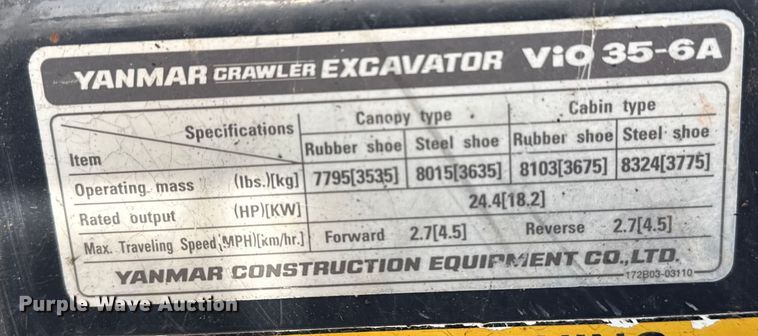 YANMAR CRAWLER EXCAVATOR ViO 35-6A
Specifications Canopy type Cabin type
Item Rubber shoe Steel shoe Rubber shoe Steel shoe
Operating mass (lbs.)[kg] 7795[3535] 8015[3635] 8103[3675] 8324[3775]
Rated output (HP)[KW] 24.4[18.2]
Max. Traveling Speed(MPH)[km/hr.] Forward 2.7[4.5] Reverse 2.7[4.5]
YANMAR CONSTRUCTION EQUIPMENT CO.,LTD.
172B03-03110
Purple Wave Auction